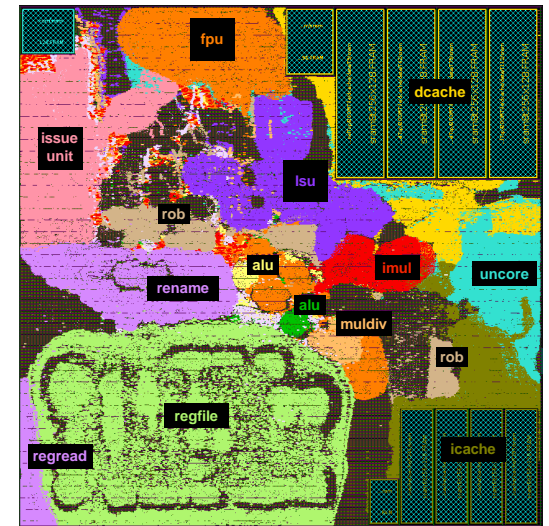 fpu
dcache
issue
unit
lsu
rob
alu
imul
rename
uncore
alu
muldiv
rob
regfile
regread
icache